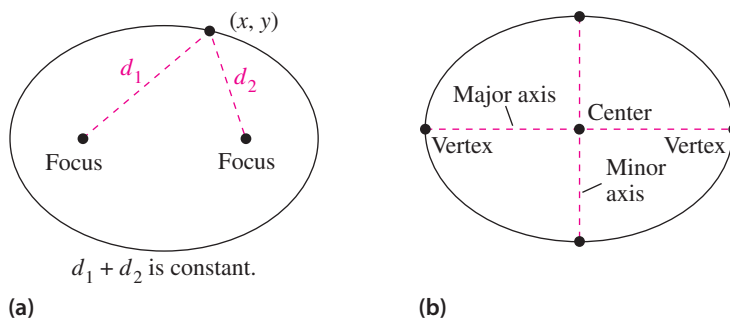 (x, y)
d₁
d₂
Focus
Focus
d₁ + d₂ is constant.
(a)
Major axis
Center
Vertex
Vertex
Minor
axis
(b)